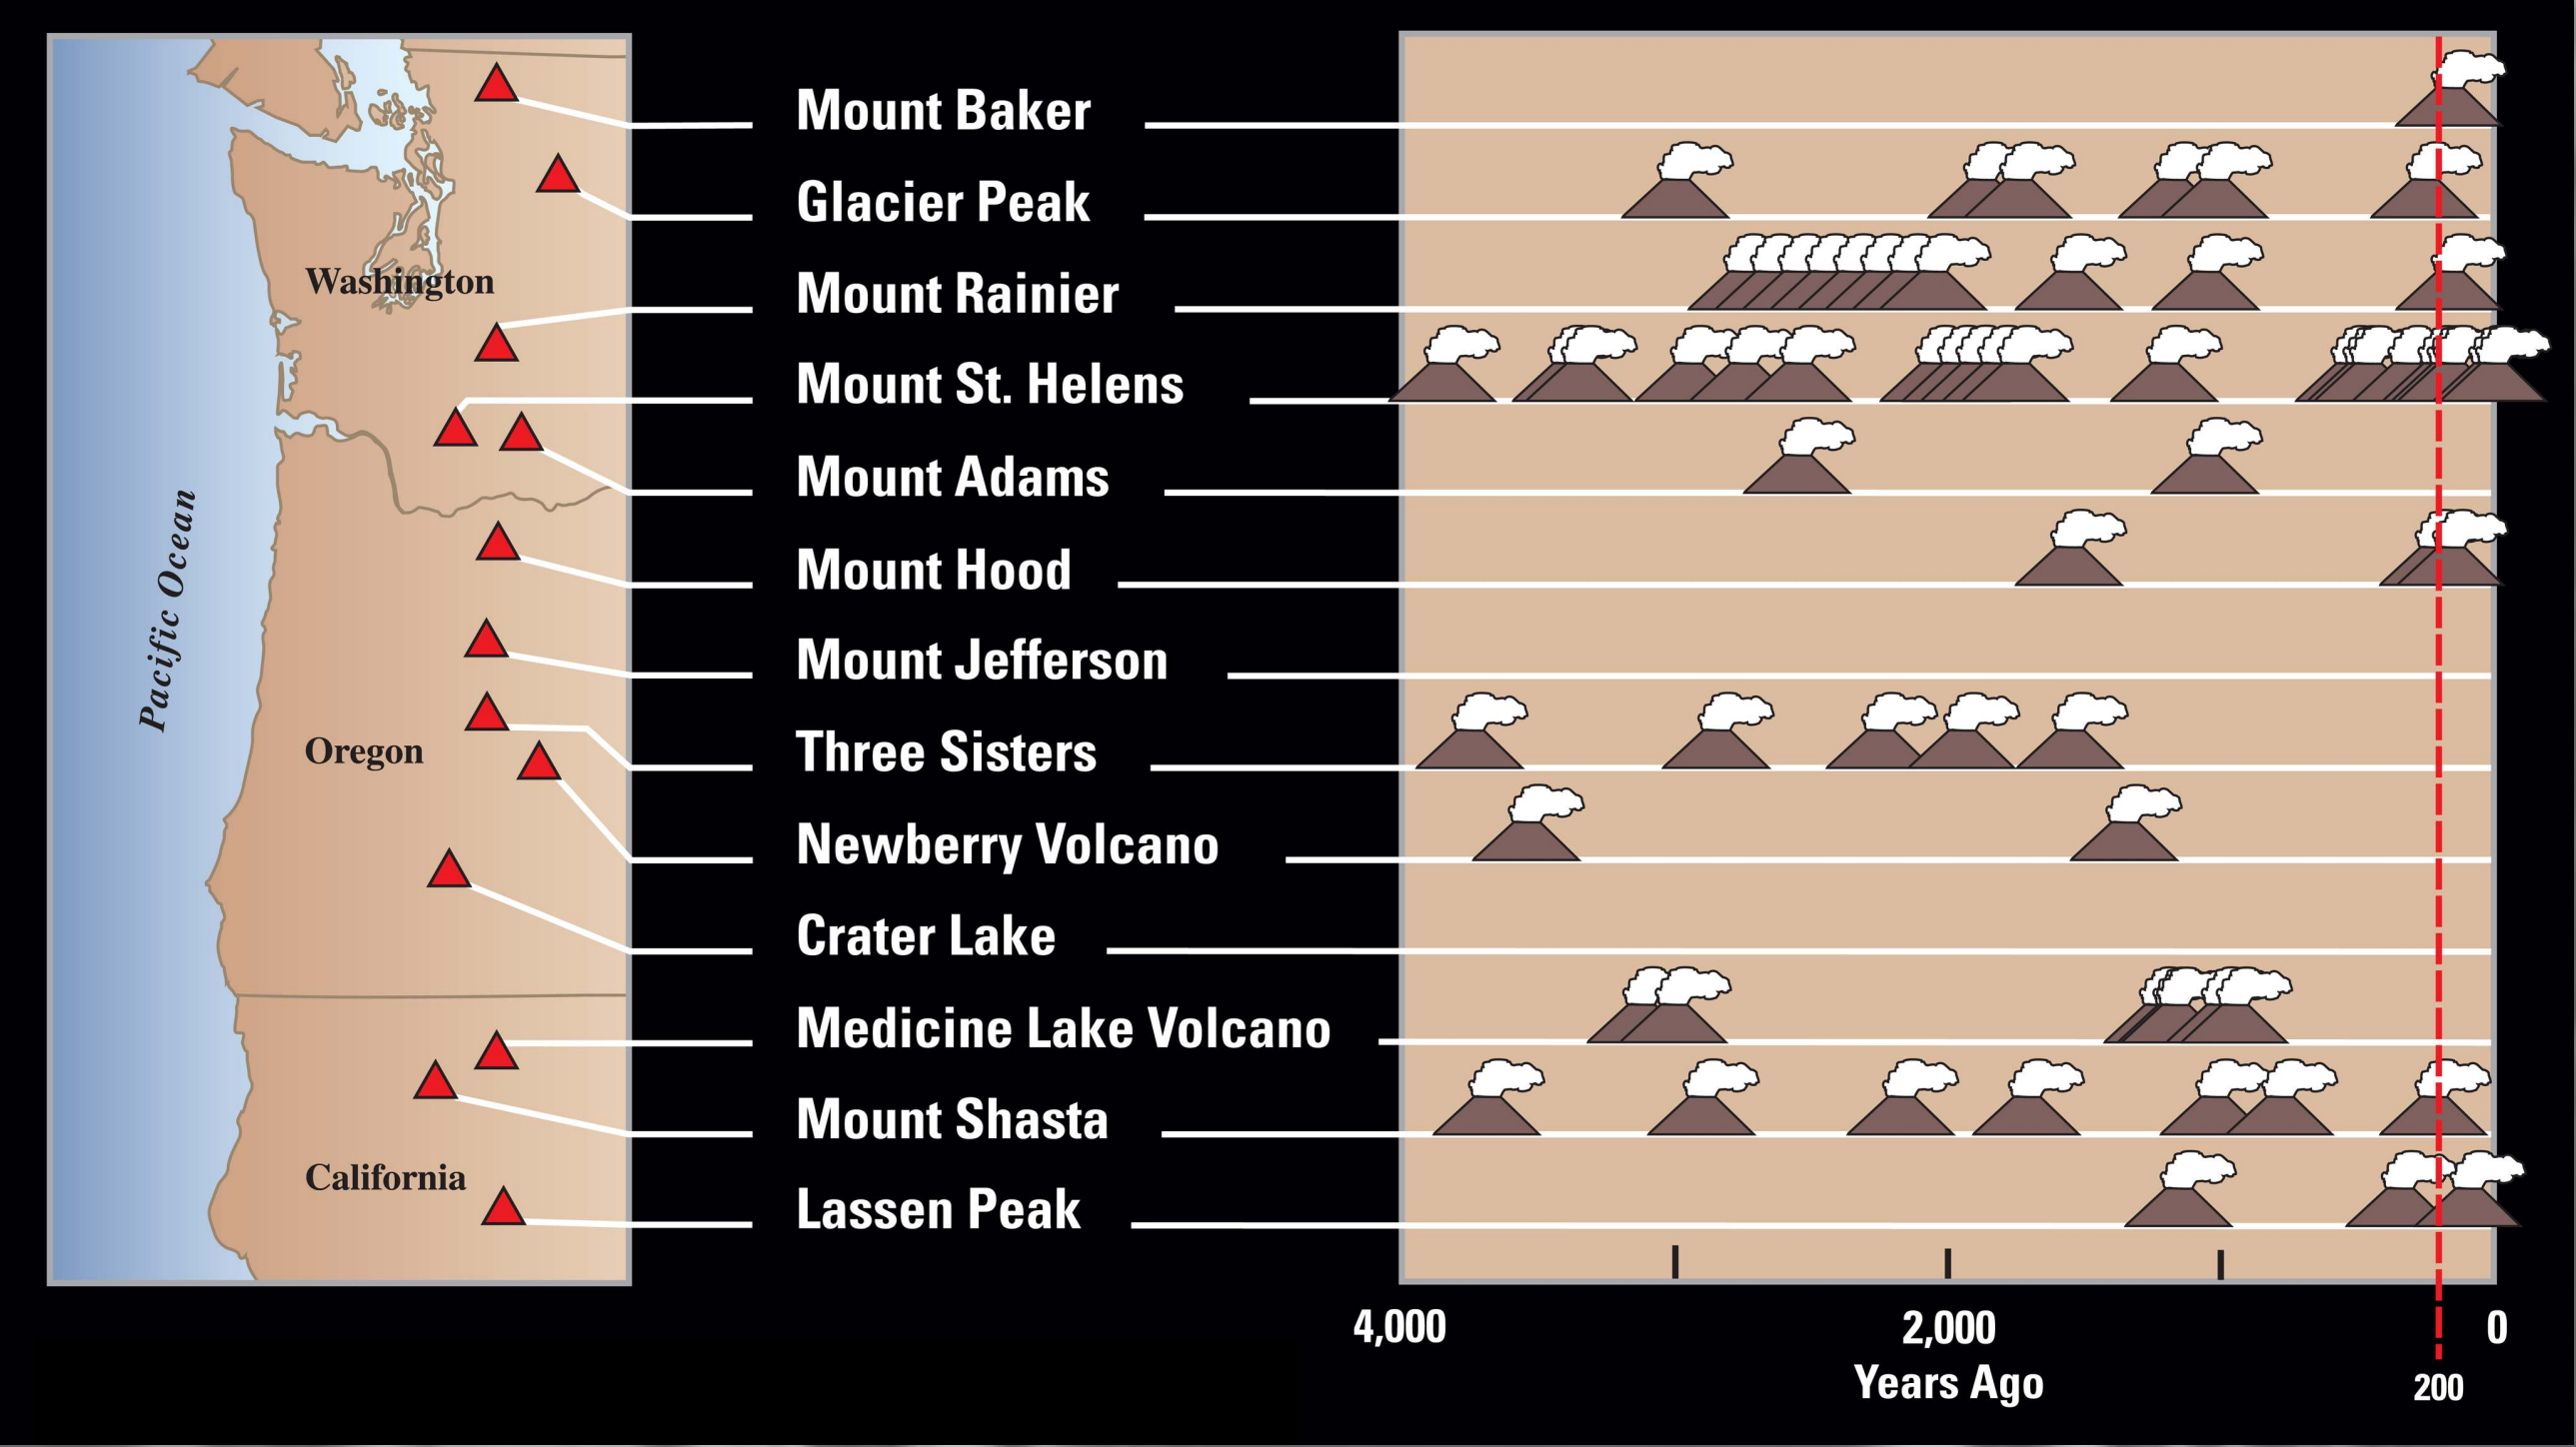 Washington
Pacific Ocean
Oregon
California
Mount Baker
Glacier Peak
Mount Rainier
Mount St. Helens
Mount Adams
Mount Hood
Mount Jefferson
Three Sisters
Newberry Volcano
Crater Lake
Medicine Lake Volcano
Mount Shasta
Lassen Peak
4,000 2,000 0
Years Ago 200